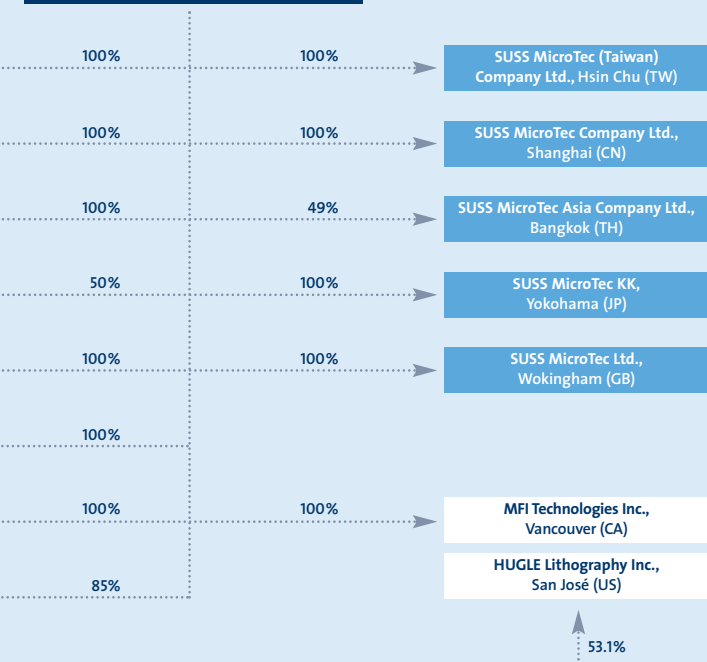 100%
100%
SUSS MicroTec (Taiwan)
Company Ltd., Hsin Chu (TW)
100%
100%
SUSS MicroTec Company Ltd.,
Shanghai (CN)
100%
49%
SUSS MicroTec Asia Company Ltd.,
Bangkok (TH)
50%
100%
SUSS MicroTec KK,
Yokohama (JP)
100%
100%
SUSS MicroTec Ltd.,
Wokingham (GB)
100%
100%
100%
MFI Technologies Inc.,
Vancouver (CA)
85%
HUGLE Lithography Inc.,
San José (US)
53.1%